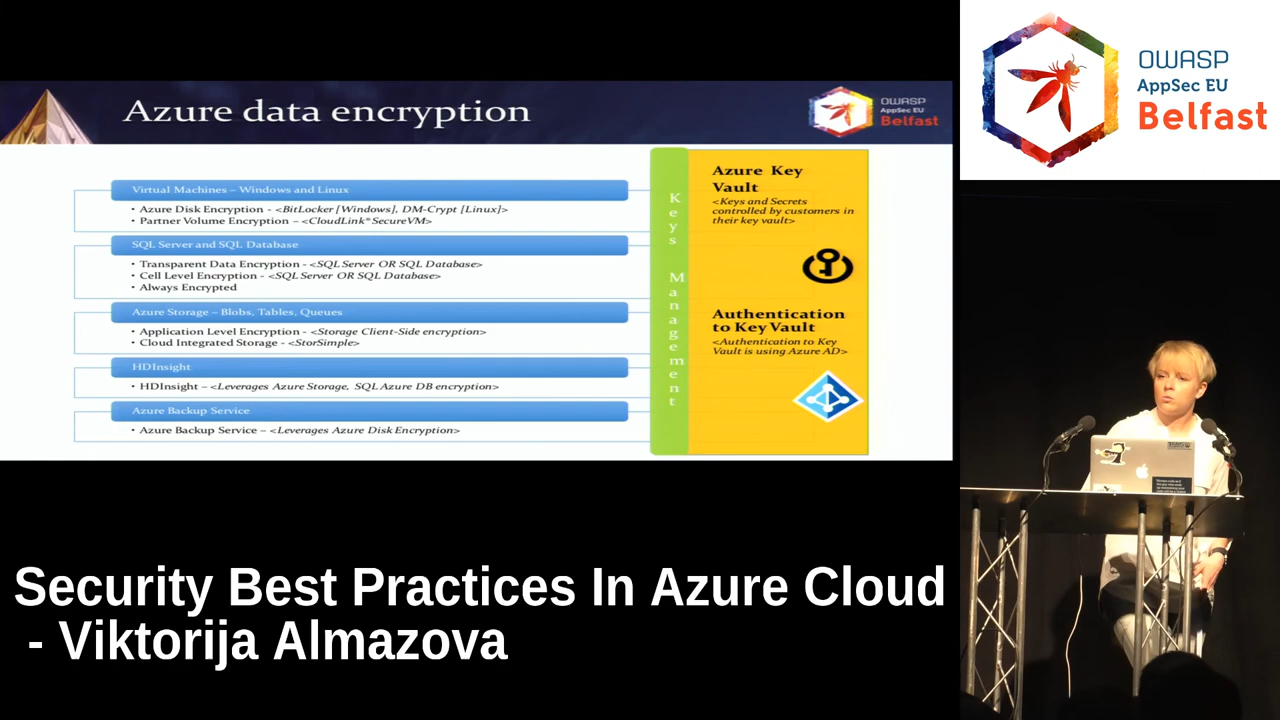 Azure data encryption
OWASP
AppSec EU
Belfast
Virtual Machines – Windows and Linux
• Azure Disk Encryption - <BitLocker [Windows], DM-Crypt [Linux]>
• Partner Volume Encryption – <CloudLink® SecureVM>
SQL Server and SQL Database
• Transparent Data Encryption - <SQL Server OR SQL Database>
• Cell Level Encryption - <SQL Server OR SQL Database>
• Always Encrypted
Azure Storage – Blobs, Tables, Queues
• Application Level Encryption - <Storage Client-Side encryption>
• Cloud Integrated Storage - <StorSimple>
HDInsight
• HDInsight – <Leverages Azure Storage, SQL Azure DB encryption>
Azure Backup Service
• Azure Backup Service – <Leverages Azure Disk Encryption>
Keys Management
Azure Key
Vault
<Keys and Secrets
controlled by customers in
their key vault>
Authentication
to Key Vault
<Authentication to Key
Vault is using Azure AD>
OWASP
AppSec EU
Belfast
Security Best Practices In Azure Cloud
- Viktorija Almazova